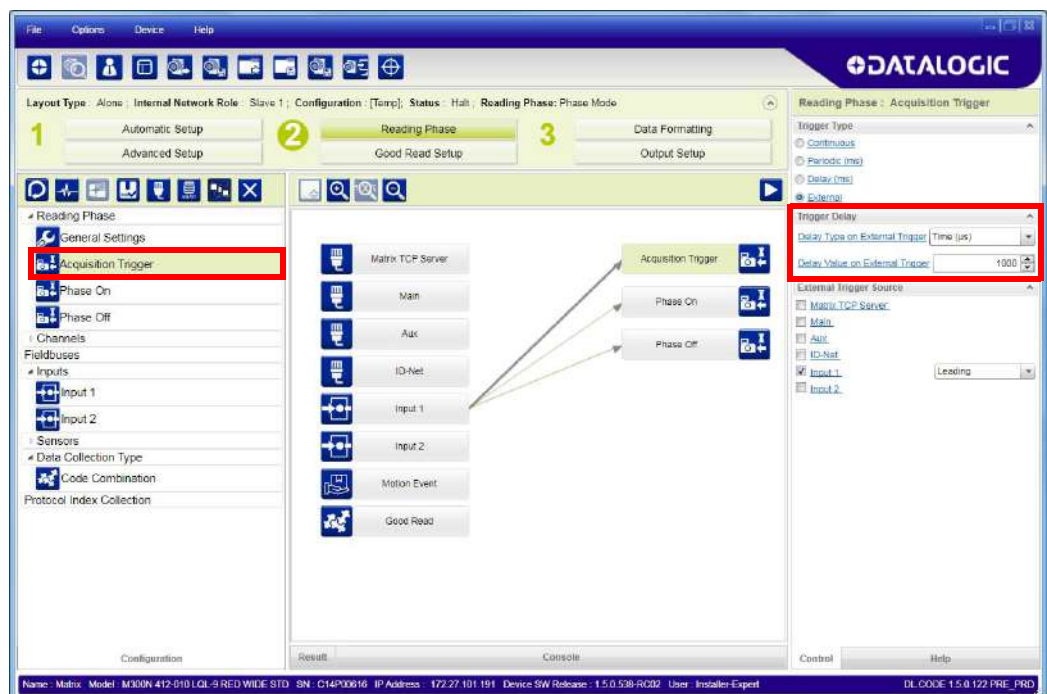 File Options Device Help
DATALOGIC
Layout Type : Alone ; Internal Network Role : Slave 1 ; Configuration : [Temp]; Status : Halt ; Reading Phase: Phase Mode
1 Automatic Setup
Advanced Setup
2 Reading Phase
Good Read Setup
3 Data Formatting
Output Setup
Reading Phase
General Settings
Acquisition Trigger
Phase On
Phase Off
Channels
Fieldbuses
Inputs
Input 1
Input 2
Sensors
Data Collection Type
Code Combination
Protocol Index Collection
Configuration
Matrix TCP Server
Main
Aux
ID-Net
Input 1
Input 2
Motion Event
Good Read
Acquisition Trigger
Phase On
Phase Off
Result Console
Reading Phase : Acquisition Trigger
Trigger Type
Continuous
Periodic (ms)
Delay (ms)
External
Trigger Delay
Delay Type on External Trigger Time (µs)
Delay Value on External Trigger 1000
External Trigger Source
Matrix TCP Server
Main
Aux
ID-Net
Input 1 Leading
Input 2
Control Help
Name : Matrix Model : M300N 412-010 LQL-9 RED WIDE STD SN : C14P00616 IP Address : 172.27.101.191 Device SW Release : 1.5.0.538-RC02 User : Installer-Expert DL.CODE 1.5.0.122 PRE_PRD